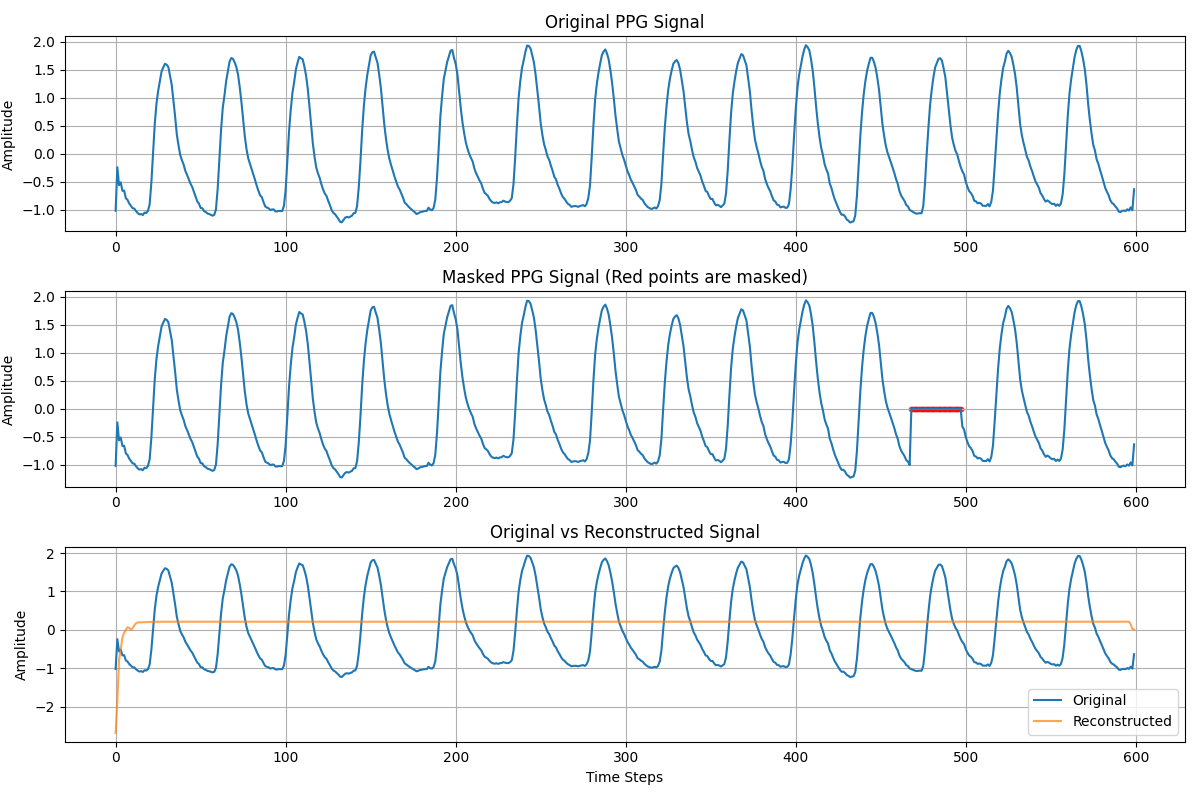 Original PPG Signal
2.0
1.5
1.0
0.5
0.0
−0.5
−1.0
Amplitude
0 100 200 300 400 500 600
Masked PPG Signal (Red points are masked)
2.0
1.5
1.0
0.5
0.0
−0.5
−1.0
Amplitude
0 100 200 300 400 500 600
Original vs Reconstructed Signal
2
1
0
−1
−2
Amplitude
Original
Reconstructed
0 100 200 300 400 500 600
Time Steps